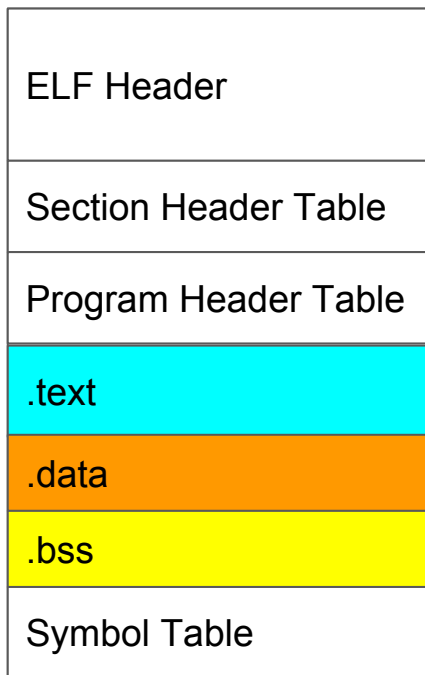 ELF Header
Section Header Table
Program Header Table
.text
.data
.bss
Symbol Table